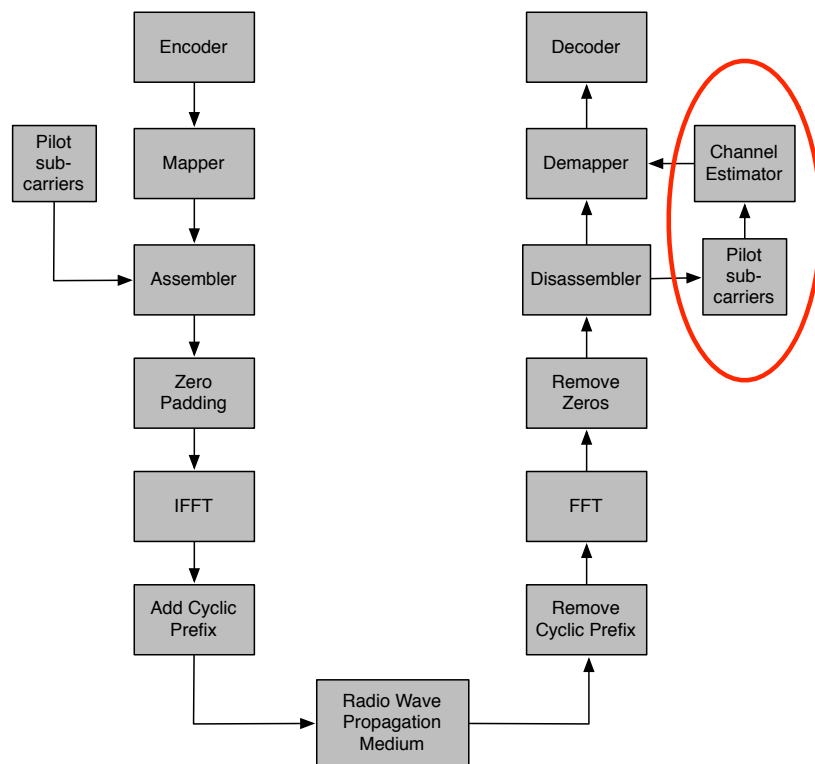 Encoder
Decoder
Pilot
sub-
carriers
Mapper
Demapper
Channel
Estimator
Assembler
Disassembler
Pilot
sub-
carriers
Zero
Padding
Remove
Zeros
IFFT
FFT
Add Cyclic
Prefix
Remove
Cyclic Prefix
Radio Wave
Propagation
Medium